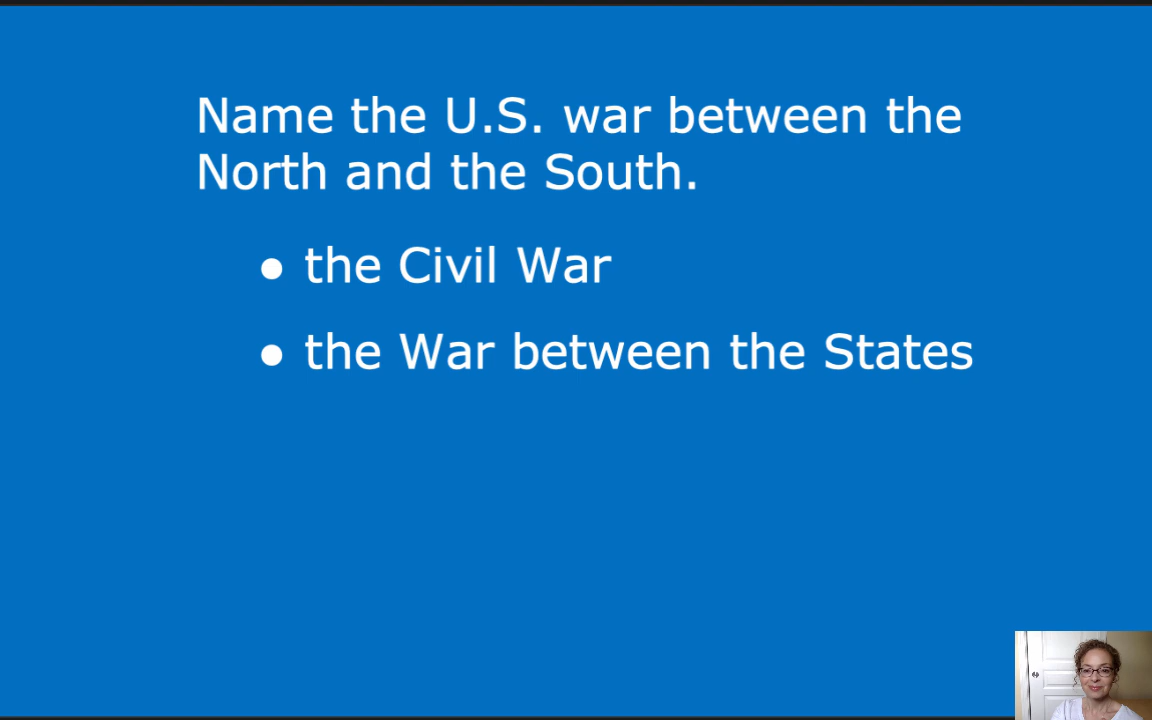 Name the U.S. war between the
North and the South.
● the Civil War
● the War between the States